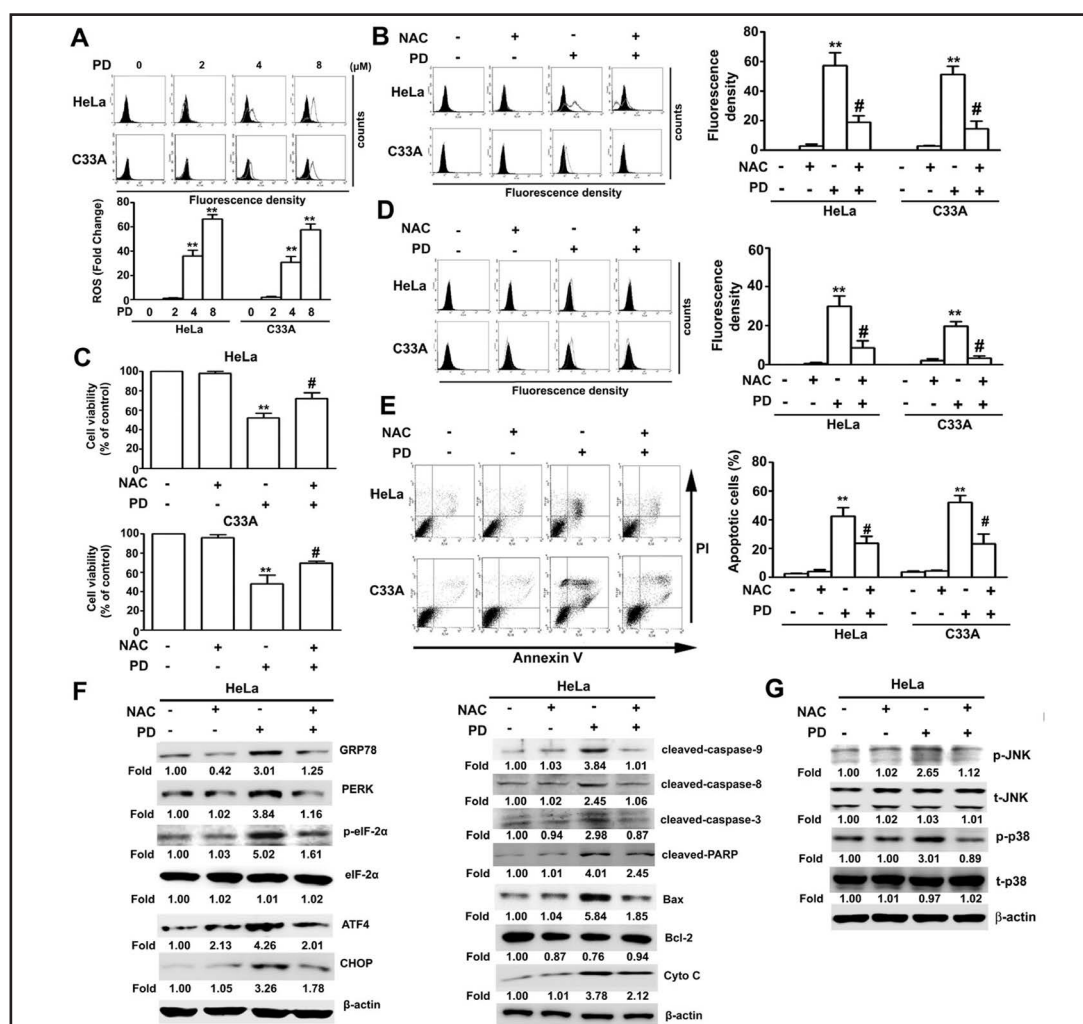 A
PD 0 2 4 8 (μM)
HeLa
C33A
counts
Fluorescence density
ROS (Fold Change)
80
60
40
20
0
** ** ** **
PD 0 2 4 8 0 2 4 8
HeLa C33A
B
NAC - + - +
PD - - + +
HeLa
C33A
counts
Fluorescence density
Fluorescence density
60
40
20
0
** # ** #
NAC - + - + - + - +
PD - - + + - - + +
HeLa C33A
C
HeLa
Cell viability
(% of control)
100
80
60
40
20
0
** #
NAC - + - +
PD - - + +
C33A
Cell viability
(% of control)
100
80
60
40
20
0
** #
NAC - + - +
PD - - + +
D
NAC - + - +
PD - - + +
HeLa
C33A
counts
Fluorescence density
Fluorescence density
60
40
20
0
** # ** #
NAC - + - + - + - +
PD - - + + - - + +
HeLa C33A
E
NAC - + - +
PD - - + +
HeLa
C33A
PI
Annexin V
Apoptotic cells (%)
80
60
40
20
0
** # ** #
NAC - + - + - + - +
PD - - + + - - + +
HeLa C33A
F
HeLa
NAC - + - +
PD - - + +
GRP78
Fold 1.00 0.42 3.01 1.25
PERK
Fold 1.00 1.02 3.84 1.16
p-eIF-2α
Fold 1.00 1.03 5.02 1.61
eIF-2α
Fold 1.00 1.02 1.01 1.02
ATF4
Fold 1.00 2.13 4.26 2.01
CHOP
Fold 1.00 1.05 3.26 1.78
β-actin
HeLa
NAC - + - +
PD - - + +
cleaved-caspase-9
Fold 1.00 1.03 3.84 1.01
cleaved-caspase-8
Fold 1.00 1.02 2.45 1.06
cleaved-caspase-3
Fold 1.00 0.94 2.98 0.87
cleaved-PARP
Fold 1.00 1.01 4.01 2.45
Bax
Fold 1.00 1.04 5.84 1.85
Bcl-2
Fold 1.00 0.87 0.76 0.94
Cyto C
Fold 1.00 1.01 3.78 2.12
β-actin
G
HeLa
NAC - + - +
PD - - + +
p-JNK
Fold 1.00 1.02 2.65 1.12
t-JNK
Fold 1.00 1.02 1.03 1.01
p-p38
Fold 1.00 1.00 3.01 0.89
t-p38
Fold 1.00 1.01 0.97 1.02
β-actin